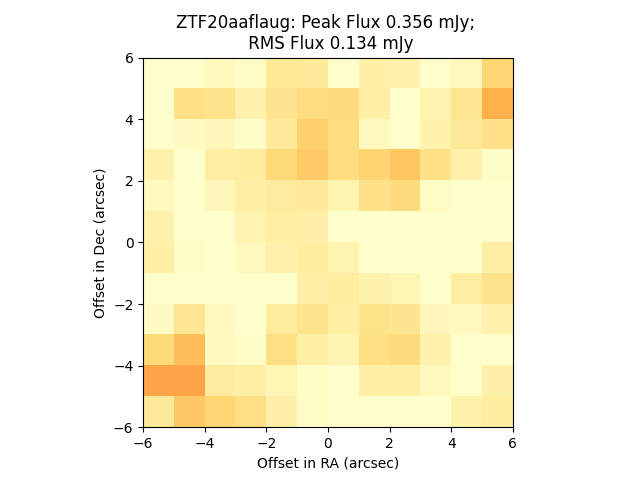 ZTF20aaflaug: Peak Flux 0.356 mJy;
RMS Flux 0.134 mJy
6
4
2
0
−2
−4
−6
Offset in Dec (arcsec)
−6 −4 −2 0 2 4 6
Offset in RA (arcsec)